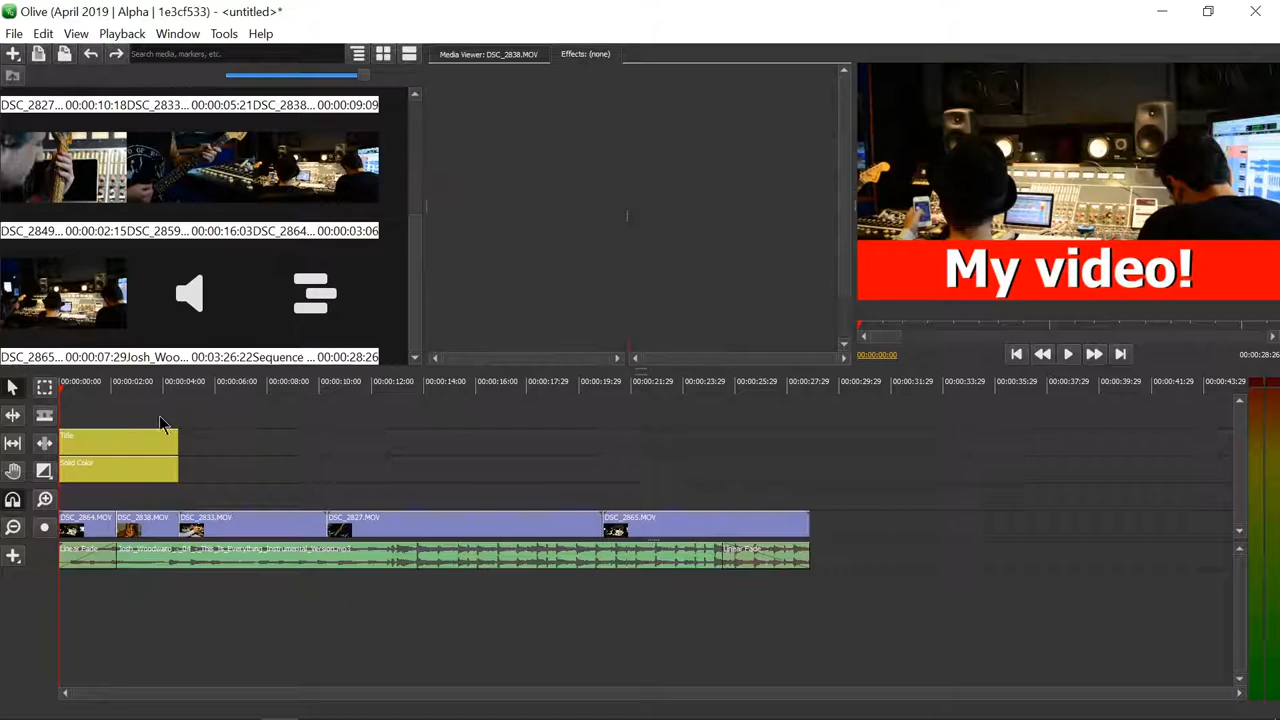 Olive (April 2019 | Alpha | 1e3cf533) - <untitled>*
File Edit View Playback Window Tools Help
Search media, markers, etc.
Media Viewer: DSC_2838.MOV Effects: (none)
DSC_2827... 00:00:10:18 DSC_2833... 00:00:05:21 DSC_2838... 00:00:09:09
DSC_2849... 00:00:02:15 DSC_2859... 00:00:16:03 DSC_2864... 00:00:03:06
DSC_2865... 00:00:07:29 Josh_Woo... 00:03:26:22 Sequence ... 00:00:28:26
My video!
00:00:00:00 00:00:28:26
00:00:00:00 00:00:02:00 00:00:04:00 00:00:06:00 00:00:08:00 00:00:10:00 00:00:12:00 00:00:14:00 00:00:16:00 00:00:17:29 00:00:19:29 00:00:21:29 00:00:23:29 00:00:25:29 00:00:27:29 00:00:29:29 00:00:31:29 00:00:33:29 00:00:35:29 00:00:37:29 00:00:39:29 00:00:41:29 00:00:43:29
Title
Solid Color
DSC_2864.MOV DSC_2838.MOV DSC_2833.MOV DSC_2827.MOV DSC_2865.MOV
Linear Fade Josh_Woodward_-_04_-_This_Is_Everything_Instrumental_Version.mp3 Linear Fade